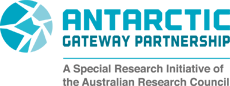 ANTARCTIC
GATEWAY PARTNERSHIP
A Special Research Initiative of
the Australian Research Council